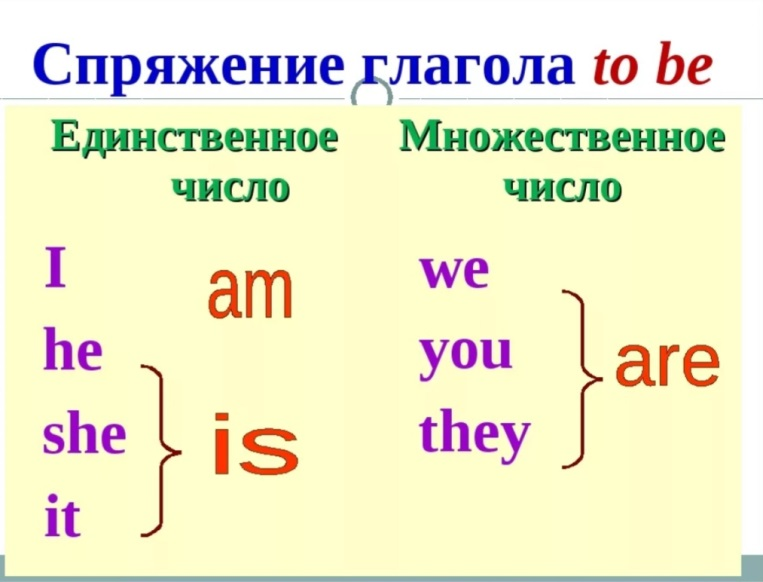 Спряжение глагола to be
Единственное
число
I
am
he
she
is
it
Множественное
число
we
you
are
they